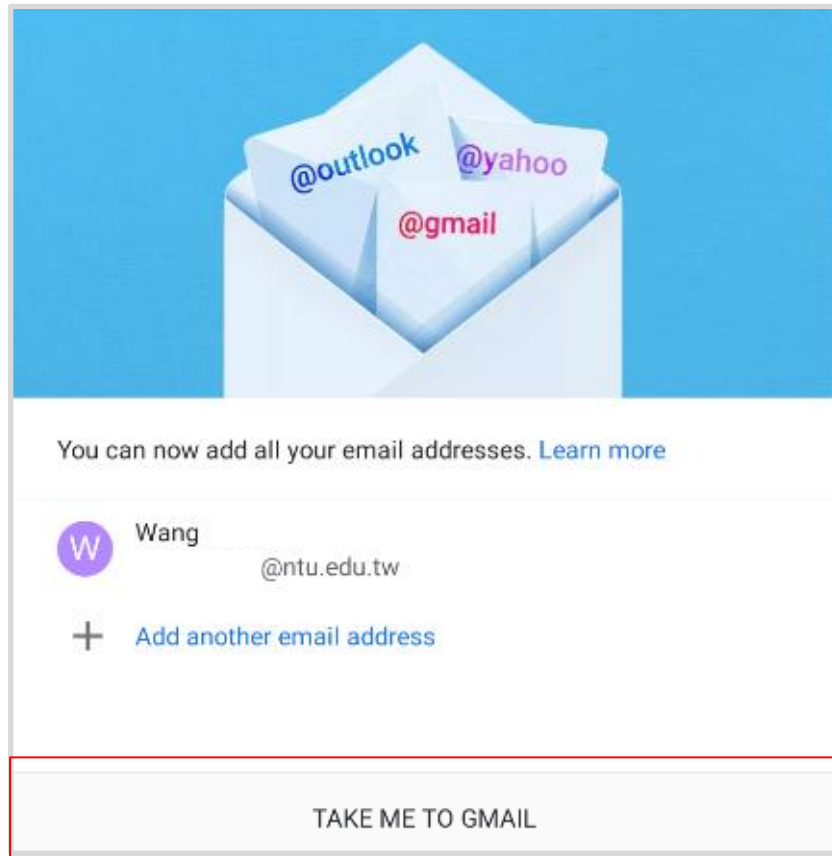 @outlook
@yahoo
@gmail
You can now add all your email addresses. Learn more
W
Wang
@ntu.edu.tw
Add another email address
TAKE ME TO GMAIL